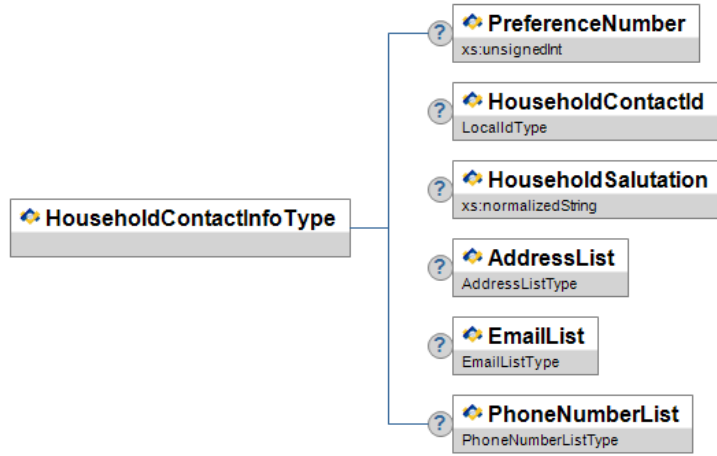 ? PreferenceNumber
xs:unsignedInt
? HouseholdContactId
LocalIdType
? HouseholdSalutation
xs:normalizedString
HouseholdContactInfoType
? AddressList
AddressListType
? EmailList
EmailListType
? PhoneNumberList
PhoneNumberListType